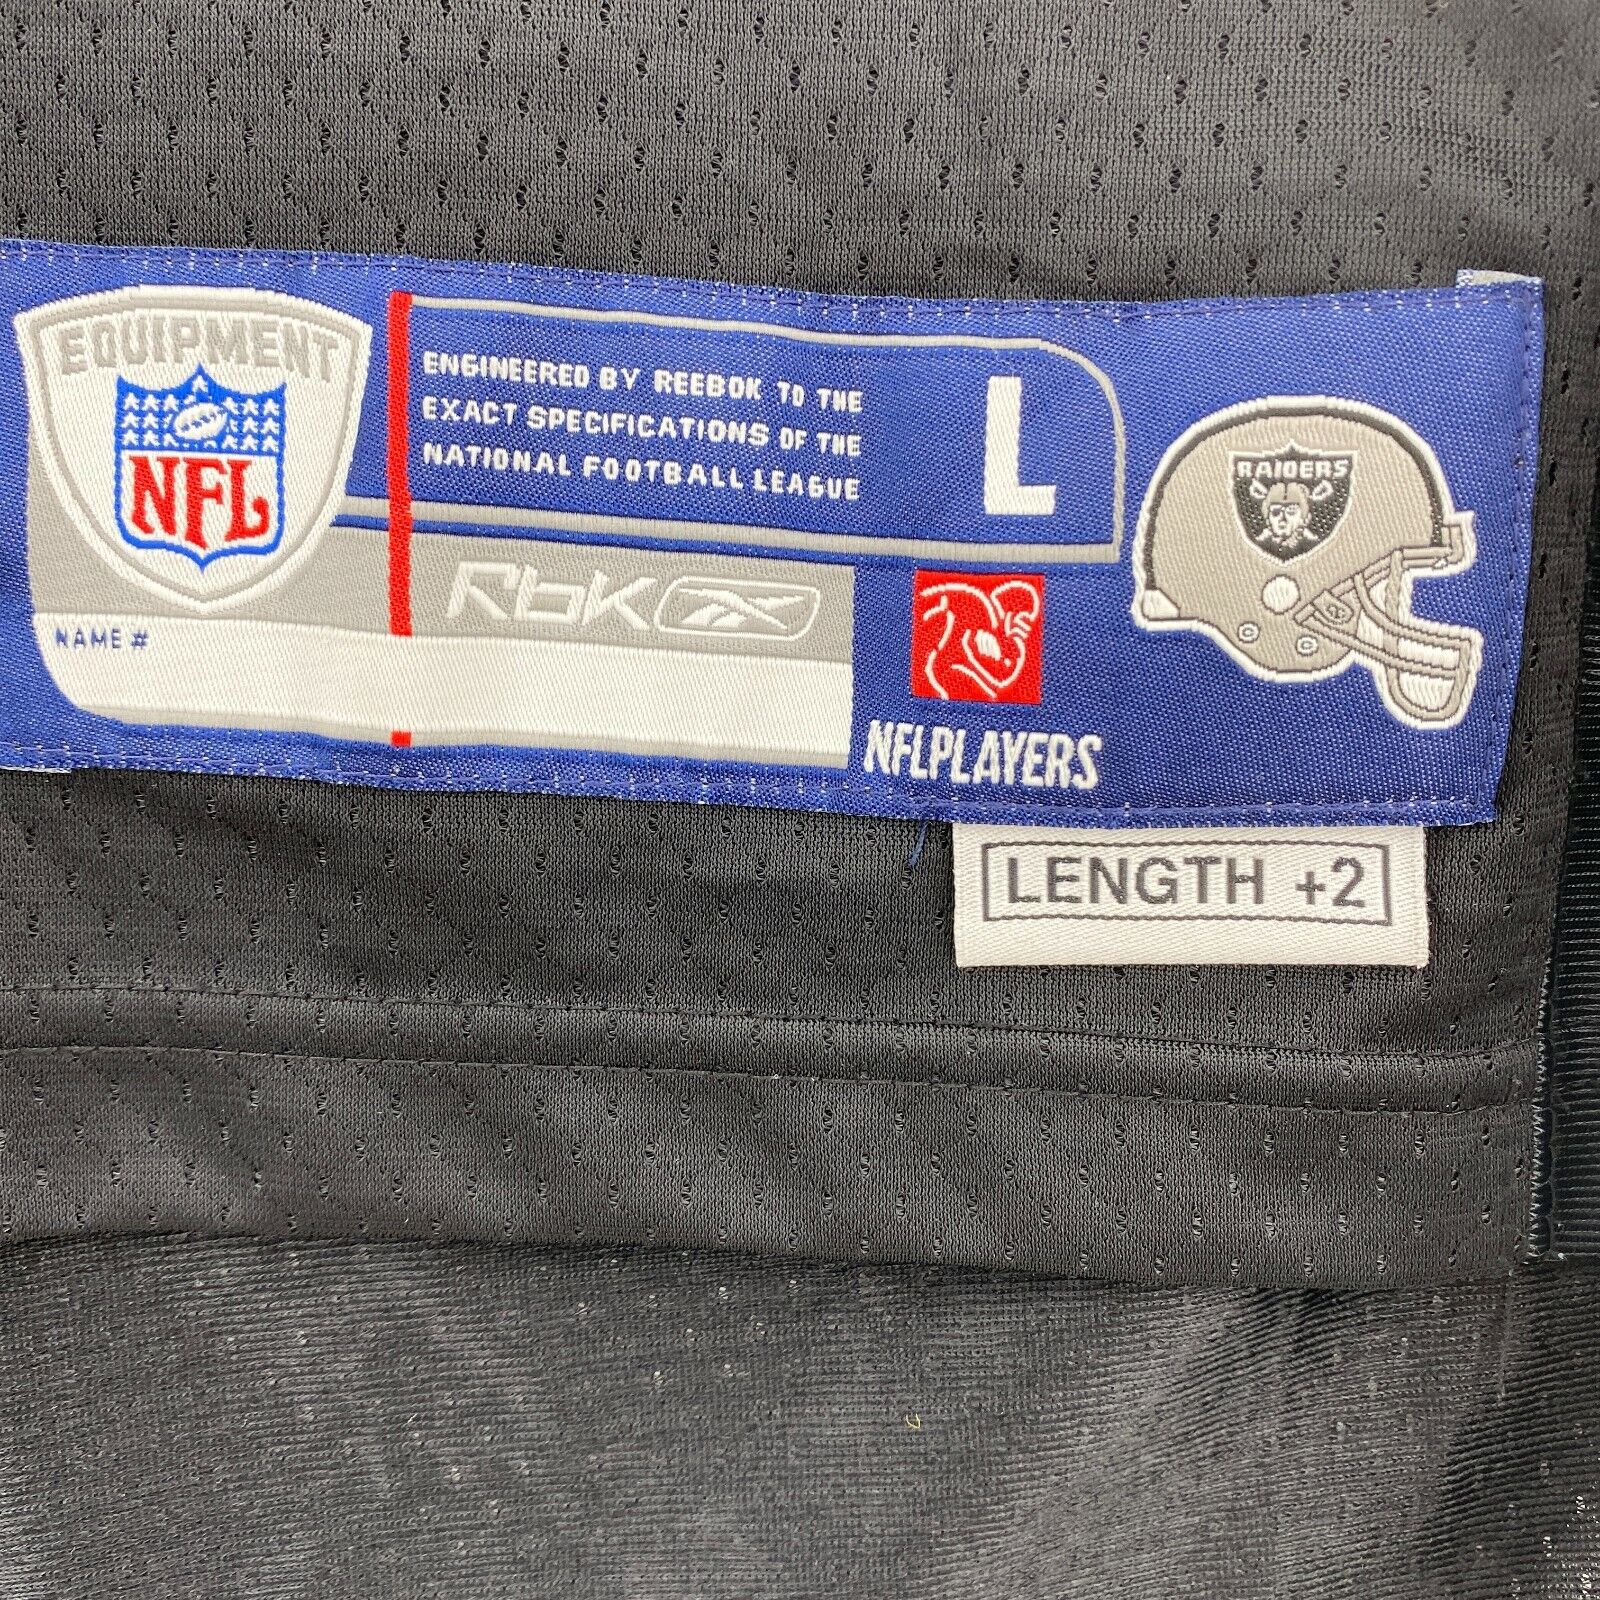 EQUIPMENT
NFL
ENGINEERED BY REEBOK TO THE
EXACT SPECIFICATIONS OF THE
NATIONAL FOOTBALL LEAGUE
L
RAIDERS
Rbk
NAME #
NFLPLAYERS
LENGTH +2